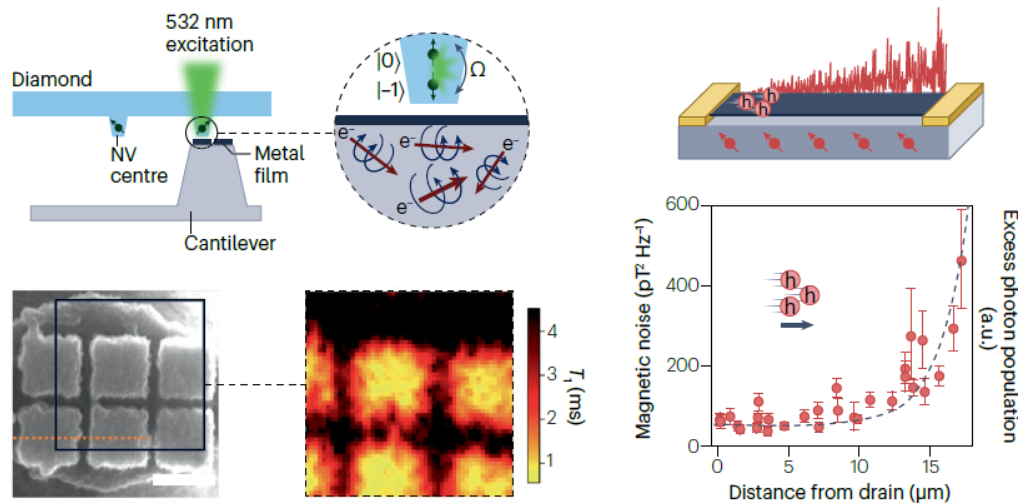 532 nm
excitation
Diamond
NV
centre
Metal
film
Cantilever
|0⟩
|−1⟩
Ω
e⁻
e⁻
e⁻
e⁻
4
3
2
1
T₁ (ms)
h
h
h
600
400
200
0
Magnetic noise (pT² Hz⁻¹)
h
h
h
0
5
10
15
Distance from drain (μm)
Excess phonon population
(a.u.)